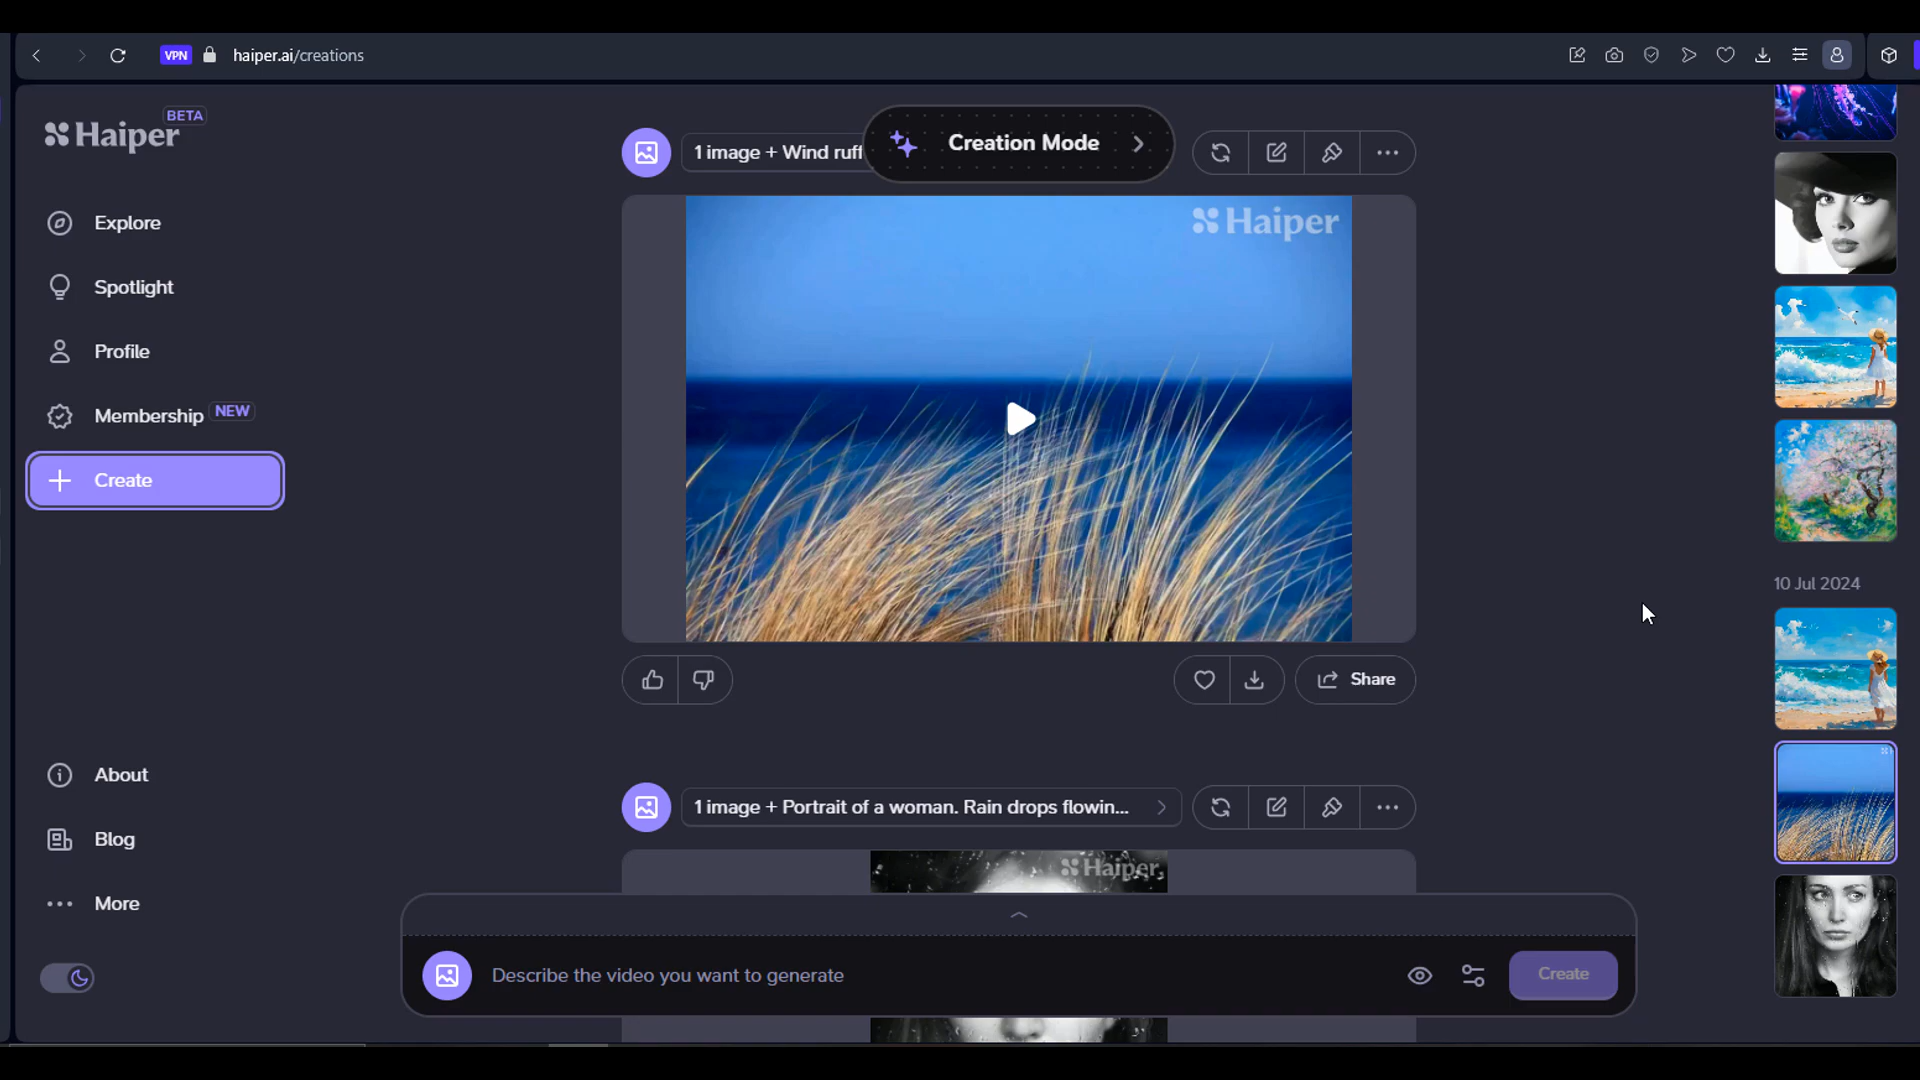 VPN
haiper.ai/creations
Haiper
BETA
Explore
Spotlight
Profile
Membership NEW
Create
About
Blog
More
1 image + Wind ruff
Creation Mode
Haiper
Share
1 image + Portrait of a woman. Rain drops flowin...
Haiper
Describe the video you want to generate
Create
10 Jul 2024